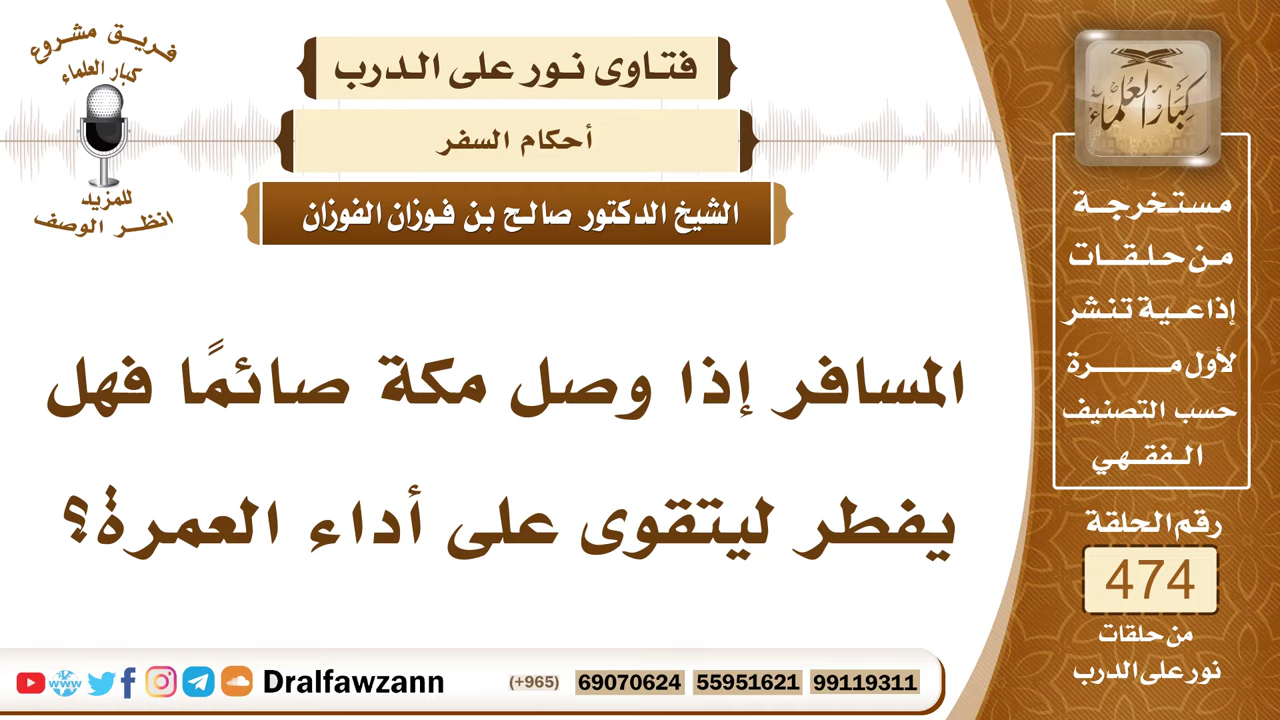 فريق مشروع
كبار العلماء
للمزيد
انظر الوصف
فتاوى نور على الدرب
أحكام السفر
الشيخ الدكتور صالح بن فوزان الفوزان
المسافر إذا وصل مكة صائمًا فهل
يفطر ليتقوى على أداء العمرة؟
كبار العلماء
مستخرجة
من حلقات
إذاعية تنشر
لأول مرة
حسب التصنيف
الفقهي
رقم الحلقة
474
من حلقات
نور على الدرب
www Dralfawzann (+965) 69070624 55951621 99119311